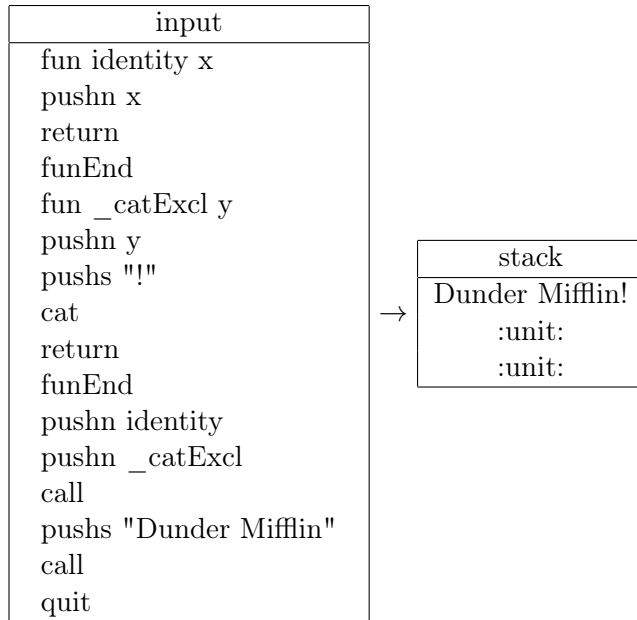 input
fun identity x
pushn x
return
funEnd
fun _catExcl y
pushn y
pushs "!"
cat
return
funEnd
pushn identity
pushn _catExcl
call
pushs "Dunder Mifflin"
call
quit
→
stack
Dunder Mifflin!
:unit:
:unit: